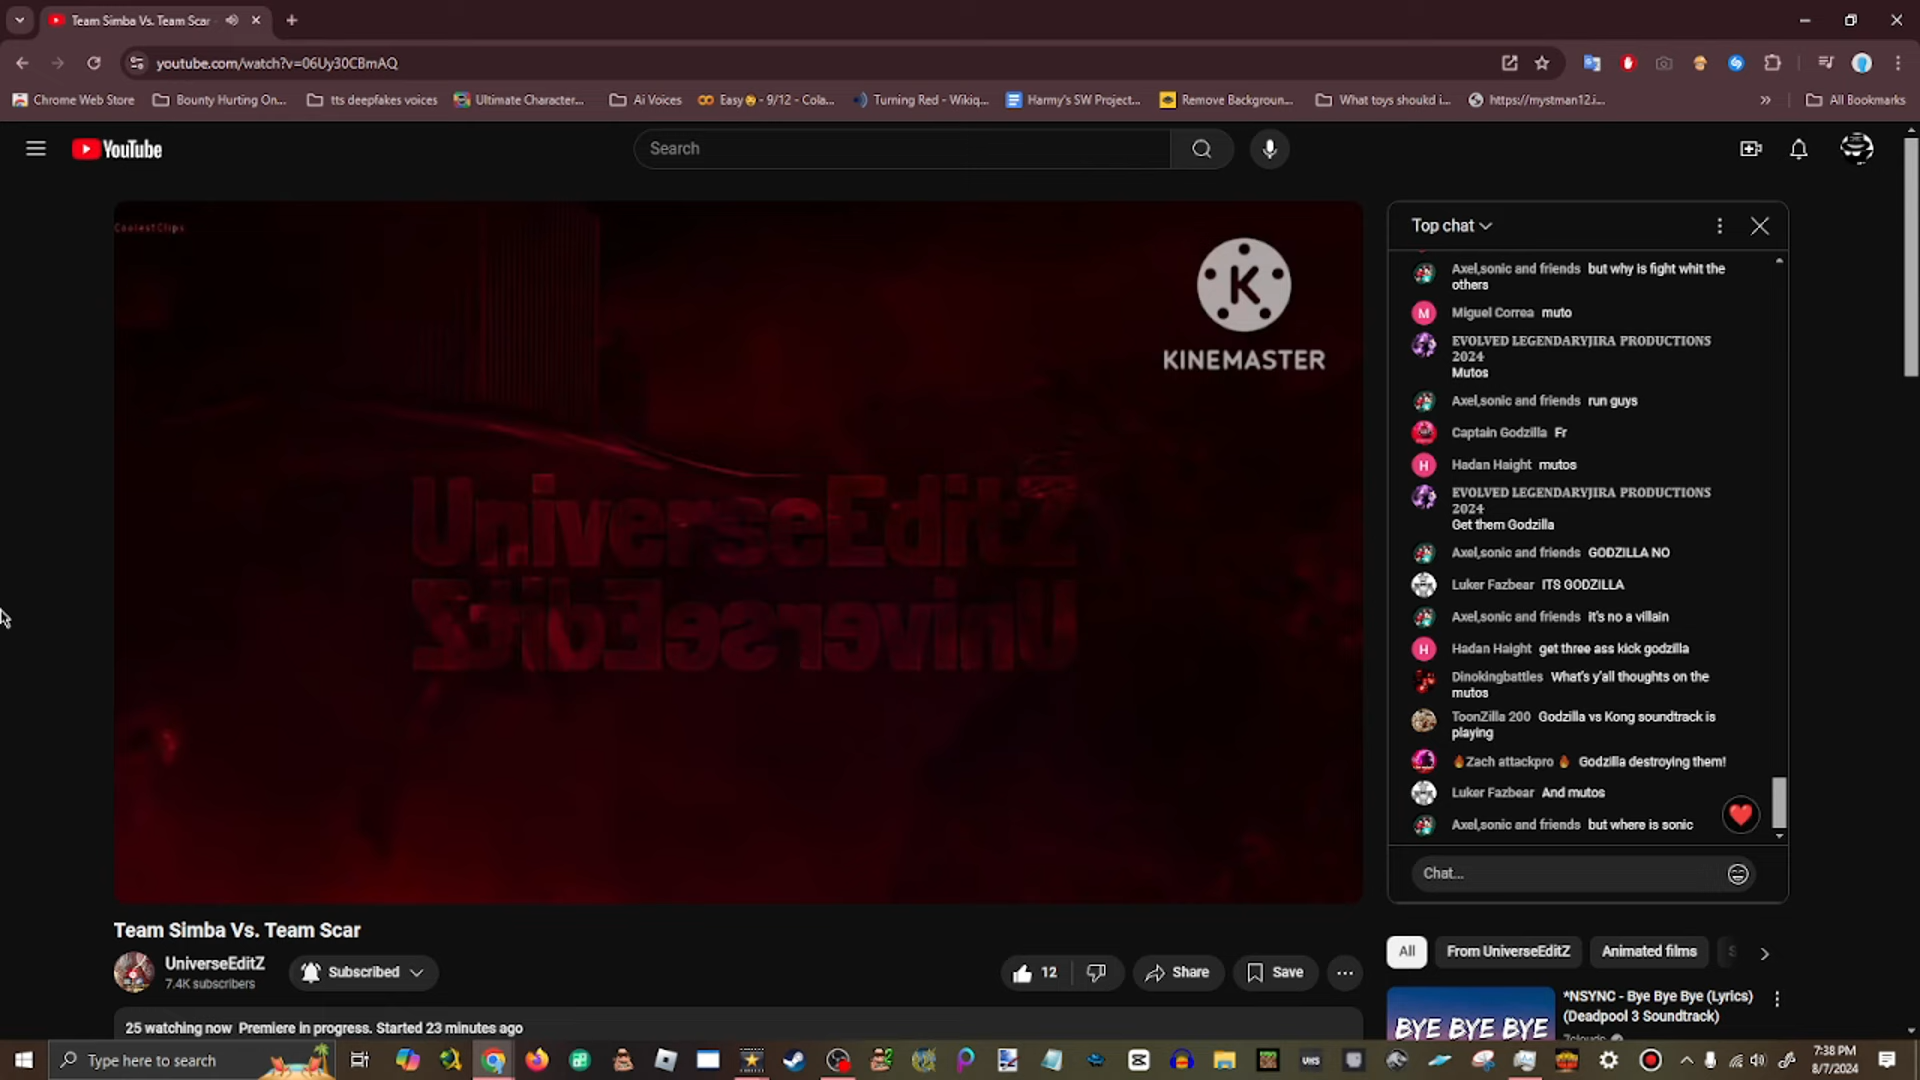 Team Simba Vs. Team Scar
youtube.com/watch?v=06Uy30CBmAQ
Chrome Web Store
Bounty Hurting On...
tts deepfakes voices
Ultimate Character...
Ai Voices
Easy - 9/12 - Cola...
Turning Red - Wikiq...
Harmy's SW Project...
Remove Backgroun...
What toys shoukd i...
https://mystman12.i...
All Bookmarks
YouTube
Search
CoolestClips
K
KINEMASTER
UniverseEditZ
UniverseEditZ
Top chat
Axel,sonic and friends but why is fight whit the
others
M Miguel Correa muto
EVOLVED LEGENDARYJIRA PRODUCTIONS
2024
Mutos
Axel,sonic and friends run guys
Captain Godzilla Fr
H Hadan Haight mutos
EVOLVED LEGENDARYJIRA PRODUCTIONS
2024
Get them Godzilla
Axel,sonic and friends GODZILLA NO
Luker Fazbear ITS GODZILLA
Axel,sonic and friends it's no a villain
H Hadan Haight get three ass kick godzilla
Dinokingbattles What's y'all thoughts on the
mutos
ToonZilla 200 Godzilla vs Kong soundtrack is
playing
🔥Zach attackpro🔥 Godzilla destroying them!
Luker Fazbear And mutos
Axel,sonic and friends but where is sonic
Chat...
Team Simba Vs. Team Scar
UniverseEditZ
7.4K subscribers
Subscribed
12
Share
Save
25 watching now Premiere in progress. Started 23 minutes ago
All
From UniverseEditZ
Animated films
*NSYNC - Bye Bye Bye (Lyrics)
(Deadpool 3 Soundtrack)
BYE BYE BYE
Type here to search
VHS
7:38 PM
8/7/2024